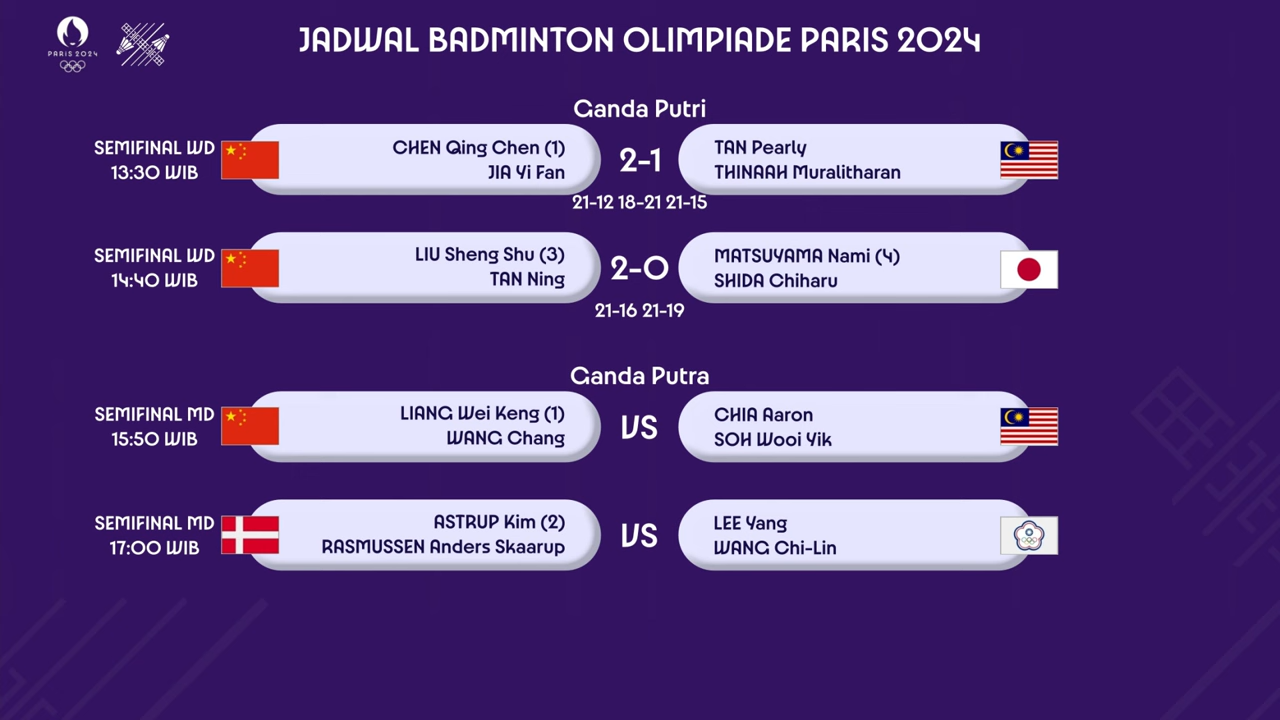 PARIS 2024
JADWAL BADMINTON OLIMPIADE PARIS 2024
Ganda Putri
SEMIFINAL WD
13:30 WIB
CHEN Qing Chen (1)
JIA Yi Fan
2-1
TAN Pearly
THINAAH Muralitharan
21-12 18-21 21-15
SEMIFINAL WD
14:40 WIB
LIU Sheng Shu (3)
TAN Ning
2-0
MATSUYAMA Nami (4)
SHIDA Chiharu
21-16 21-19
Ganda Putra
SEMIFINAL MD
15:50 WIB
LIANG Wei Keng (1)
WANG Chang
VS
CHIA Aaron
SOH Wooi Yik
SEMIFINAL MD
17:00 WIB
ASTRUP Kim (2)
RASMUSSEN Anders Skaarup
VS
LEE Yang
WANG Chi-Lin